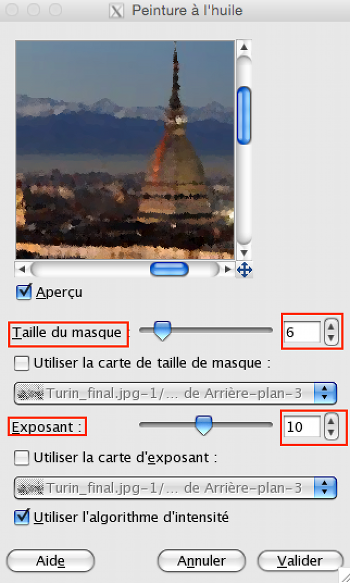 Peinture à l'huile
Aperçu
Taille du masque : 6
Utiliser la carte de taille de masque :
Turin_final.jpg-1/... de Arrière-plan-3
Exposant : 10
Utiliser la carte d'exposant :
Turin_final.jpg-1/... de Arrière-plan-3
Utiliser l'algorithme d'intensité
Aide Annuler Valider